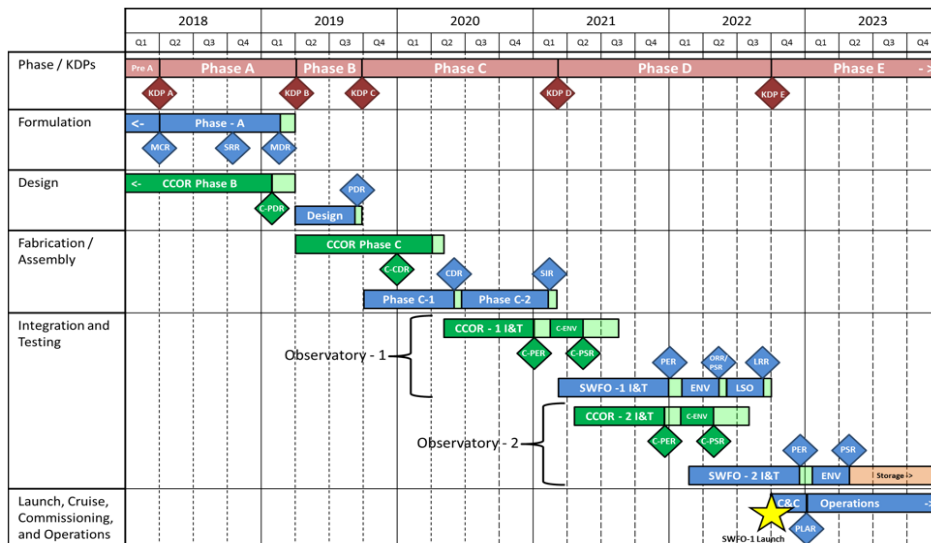 2018 2019 2020 2021 2022 2023
Q1 Q2 Q3 Q4 Q1 Q2 Q3 Q4 Q1 Q2 Q3 Q4 Q1 Q2 Q3 Q4 Q1 Q2 Q3 Q4 Q1 Q2 Q3 Q4
Phase / KDPs
Pre A Phase A Phase B Phase C Phase D Phase E ->
KDP A KDP B KDP C KDP D KDP E
Formulation
<- Phase - A
MCR SRR MDR
Design
<- CCOR Phase B
C-PDR PDR
Design
Fabrication /
Assembly
CCOR Phase C
C-CDR CDR SIR
Phase C-1 Phase C-2
Integration and
Testing
Observatory - 1
CCOR - 1 I&T C-ENV
C-PER C-PSR PER ORR/
PSR LRR
SWFO -1 I&T ENV LSO
Observatory - 2
CCOR - 2 I&T C-ENV
C-PER C-PSR PER PSR
SWFO - 2 I&T ENV Storage ->
Launch, Cruise,
Commissioning,
and Operations
C&C Operations ->
PLAR
SWFO-1 Launch